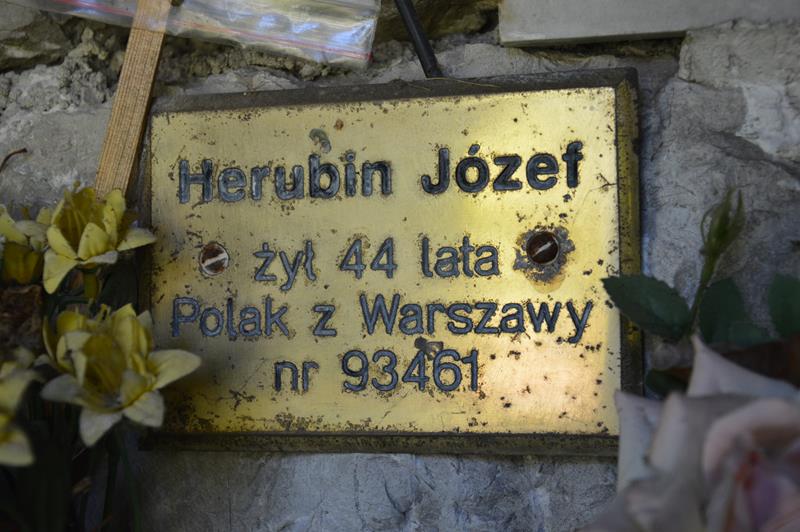 Herubin Józef
żył 44 lata
Polak z Warszawy
nr 93461